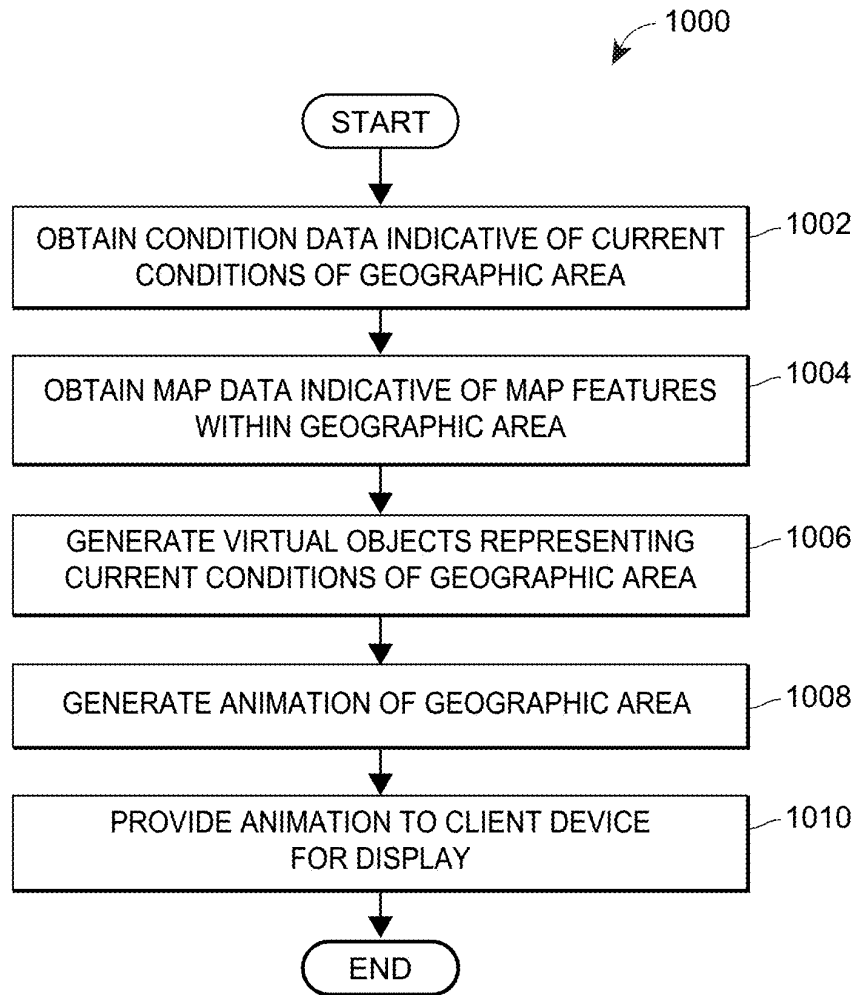 1000
START
OBTAIN CONDITION DATA INDICATIVE OF CURRENT
CONDITIONS OF GEOGRAPHIC AREA
1002
OBTAIN MAP DATA INDICATIVE OF MAP FEATURES
WITHIN GEOGRAPHIC AREA
1004
GENERATE VIRTUAL OBJECTS REPRESENTING
CURRENT CONDITIONS OF GEOGRAPHIC AREA
1006
GENERATE ANIMATION OF GEOGRAPHIC AREA
1008
PROVIDE ANIMATION TO CLIENT DEVICE
FOR DISPLAY
1010
END